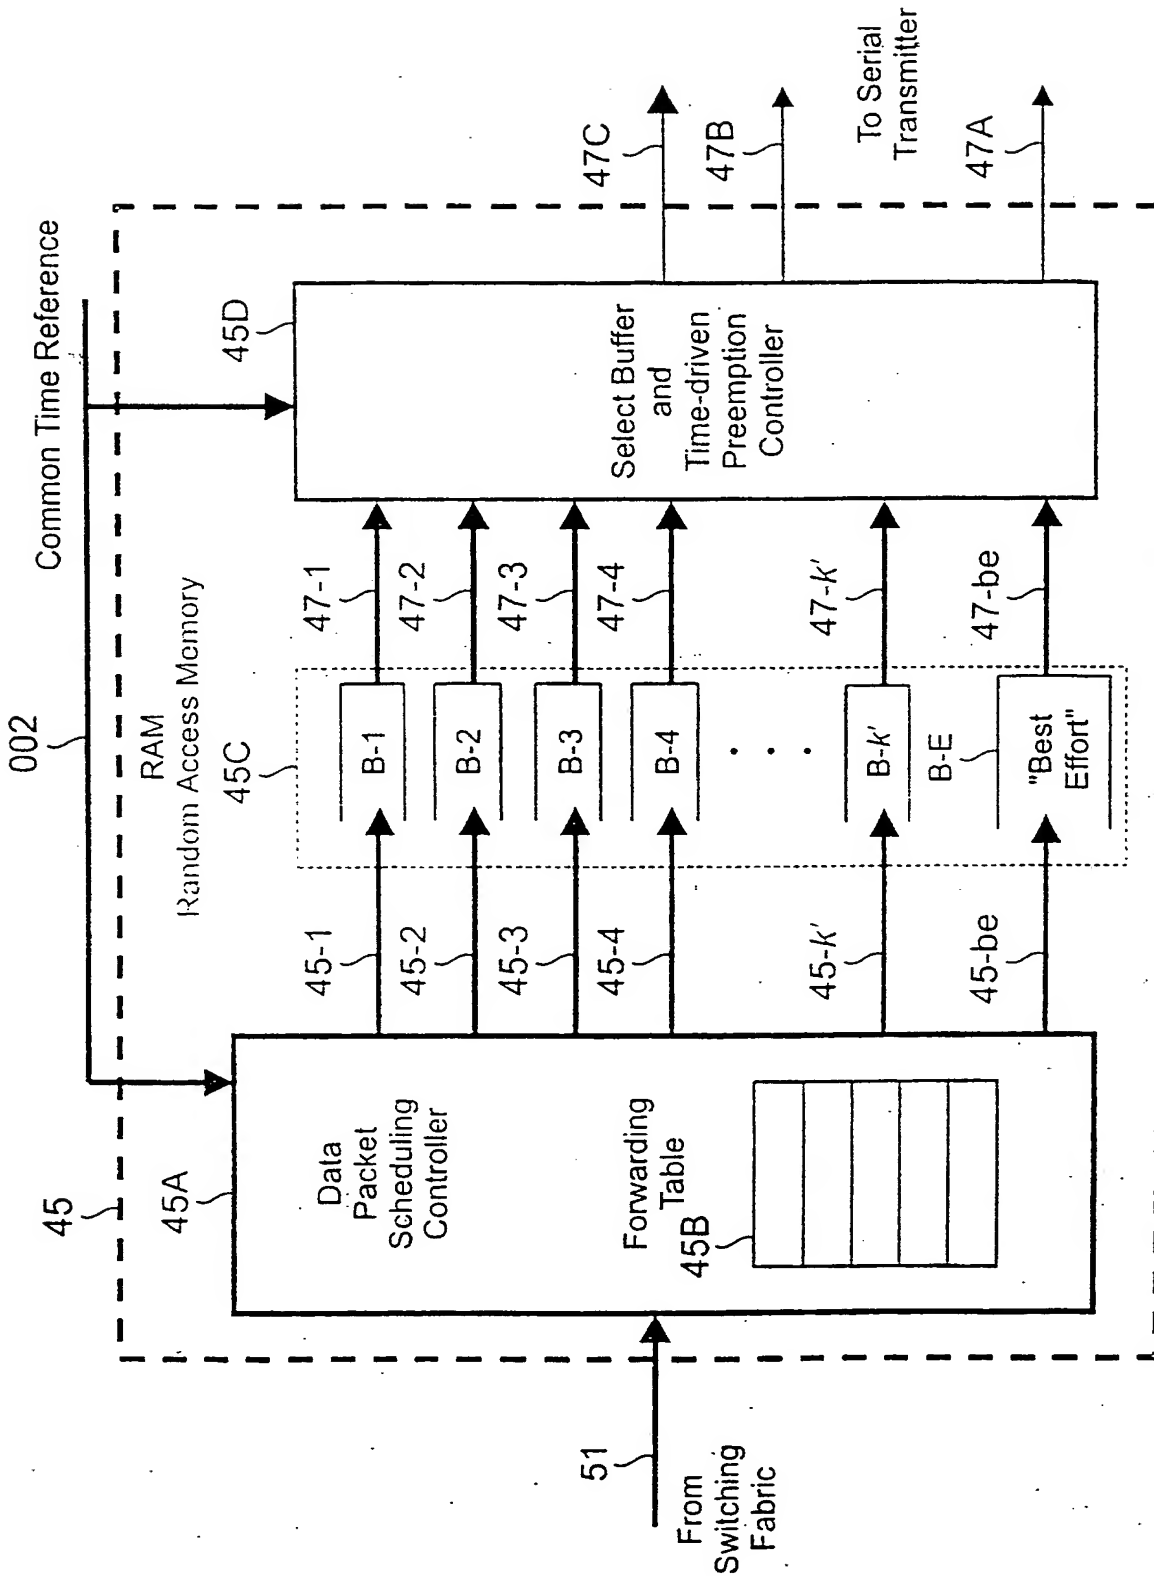 002
Common Time Reference
45
RAM
Random Access Memory
45A
45C
45D
Data
Packet
Scheduling
Controller
45-1
B-1
47-1
45-2
B-2
47-2
45-3
B-3
47-3
45-4
B-4
47-4
Select Buffer
and
Time-driven
Preemption
Controller
47C
47B
Forwarding
Table
45B
45-k'
B-k'
47-k'
B-E
45-be
"Best
Effort"
47-be
To Serial
Transmitter
47A
51
From
Switching
Fabric